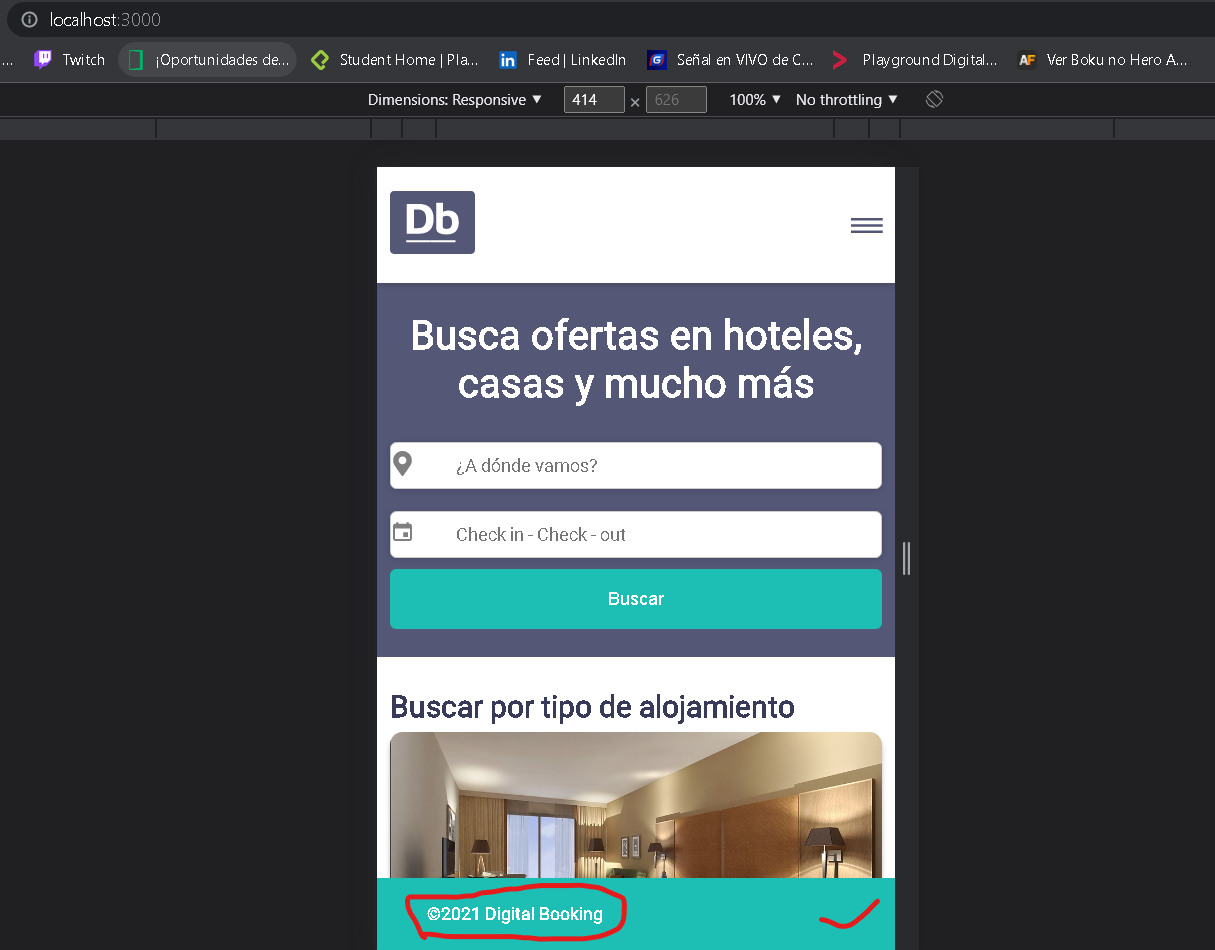 localhost:3000
... Twitch ¡Oportunidades de... Student Home | Pla... Feed | LinkedIn Señal en VIVO de C... Playground Digital... AF Ver Boku no Hero A...
Dimensions: Responsive ▼ 414 × 626 100% ▼ No throttling ▼
Db
Busca ofertas en hoteles,
casas y mucho más
¿A dónde vamos?
Check in - Check - out
Buscar
Buscar por tipo de alojamiento
©2021 Digital Booking